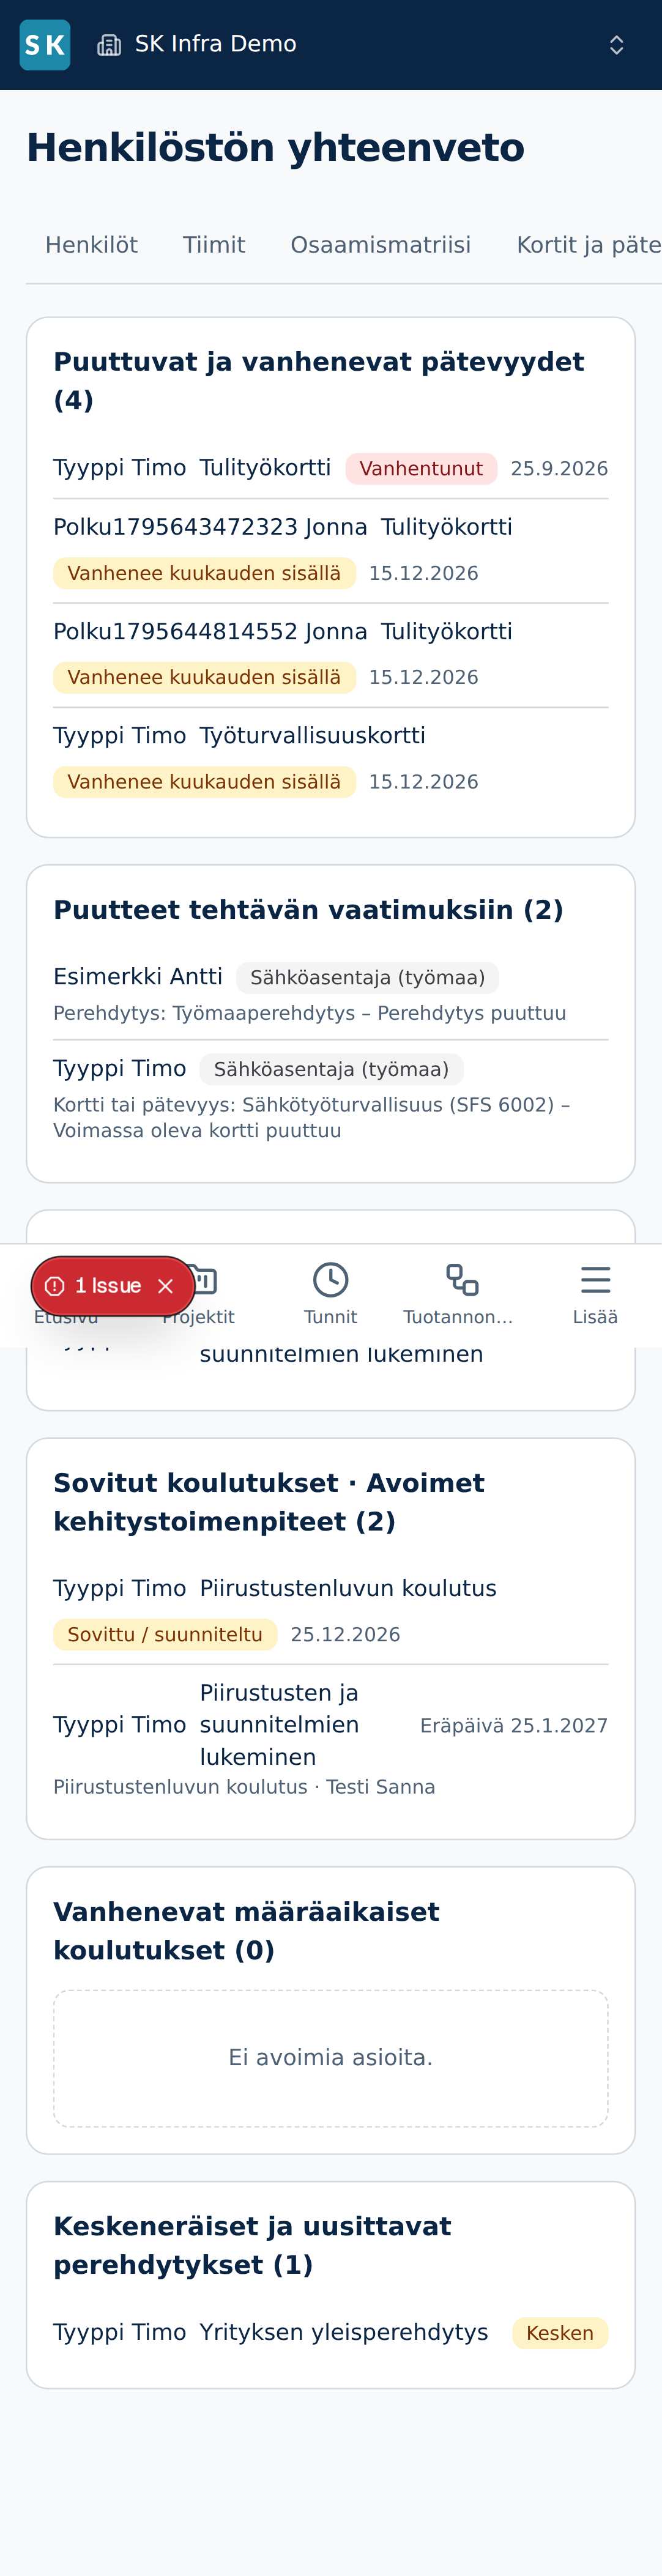 SK
SK Infra Demo
Henkilöstön yhteenveto
Henkilöt Tiimit Osaamismatriisi Kortit ja päte
Puuttuvat ja vanhenevat pätevyydet
(4)
Tyyppi Timo Tulityökortti Vanhentunut 25.9.2026
Polku1795643472323 Jonna Tulityökortti
Vanhenee kuukauden sisällä 15.12.2026
Polku1795644814552 Jonna Tulityökortti
Vanhenee kuukauden sisällä 15.12.2026
Tyyppi Timo Työturvallisuuskortti
Vanhenee kuukauden sisällä 15.12.2026
Puutteet tehtävän vaatimuksiin (2)
Esimerkki Antti Sähköasentaja (työmaa)
Perehdytys: Työmaaperehdytys – Perehdytys puuttuu
Tyyppi Timo Sähköasentaja (työmaa)
Kortti tai pätevyys: Sähkötyöturvallisuus (SFS 6002) –
Voimassa oleva kortti puuttuu
1 Issue
Etusivu Projektit Tunnit Tuotannon... Lisää
suunnitelmien lukeminen
Sovitut koulutukset · Avoimet
kehitystoimenpiteet (2)
Tyyppi Timo Piirustustenluvun koulutus
Sovittu / suunniteltu 25.12.2026
Tyyppi Timo Piirustusten ja
suunnitelmien
lukeminen
Eräpäivä 25.1.2027
Piirustustenluvun koulutus · Testi Sanna
Vanhenevat määräaikaiset
koulutukset (0)
Ei avoimia asioita.
Keskeneräiset ja uusittavat
perehdytykset (1)
Tyyppi Timo Yrityksen yleisperehdytys Kesken